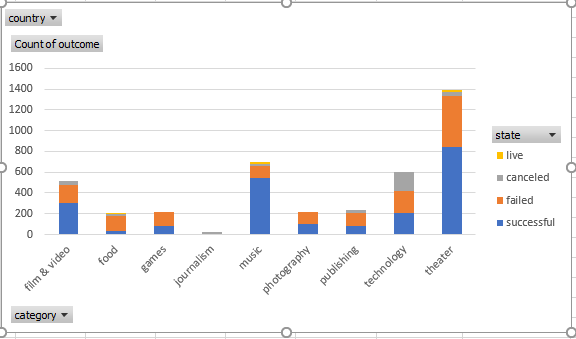 country
Count of outcome
1600
1400
1200
1000
800
600
400
200
0
film & video
food
games
journalism
music
photography
publishing
technology
theater
state
live
canceled
failed
successful
category